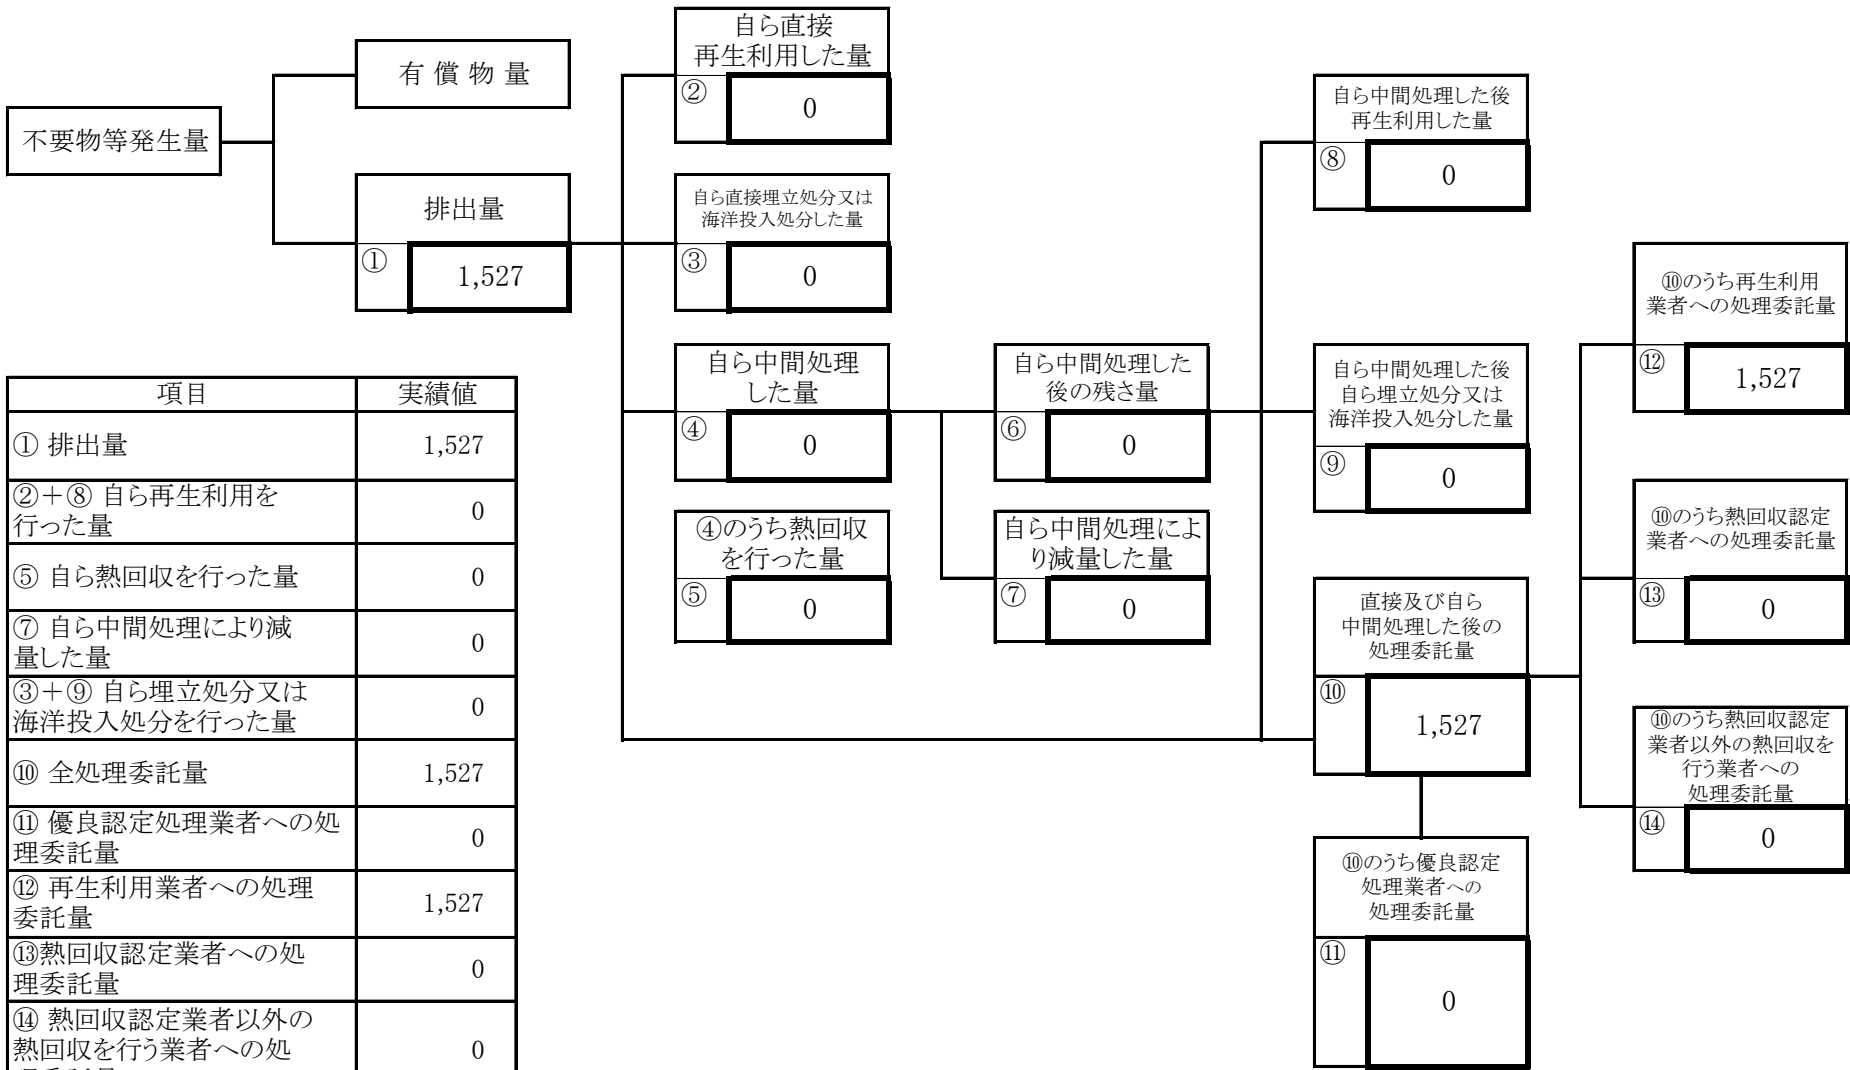 不要物等発生量
有 償 物 量
排出量
①
1,527
自ら直接
再生利用した量
②
0
自ら直接埋立処分又は
海洋投入処分した量
③
0
自ら中間処理
した量
④
0
④のうち熱回収
を行った量
⑤
0
自ら中間処理した
後の残さ量
⑥
0
自ら中間処理によ
り減量した量
⑦
0
自ら中間処理した後
再生利用した量
⑧
0
自ら中間処理した後
自ら埋立処分又は
海洋投入処分した量
⑨
0
直接及び自ら
中間処理した後の
処理委託量
⑩
1,527
⑩のうち優良認定
処理業者への
処理委託量
⑪
0
⑩のうち再生利用
業者への処理委託量
⑫
1,527
⑩のうち熱回収認定
業者への処理委託量
⑬
0
⑩のうち熱回収認定
業者以外の熱回収を
行う業者への
処理委託量
⑭
0
項目 実績値
① 排出量 1,527
②+⑧ 自ら再生利用を
行った量 0
⑤ 自ら熱回収を行った量 0
⑦ 自ら中間処理により減
量した量 0
③+⑨ 自ら埋立処分又は
海洋投入処分を行った量 0
⑩ 全処理委託量 1,527
⑪ 優良認定処理業者への処
理委託量 0
⑫ 再生利用業者への処理
委託量 1,527
⑬熱回収認定業者への処
理委託量 0
⑭ 熱回収認定業者以外の
熱回収を行う業者への処 0